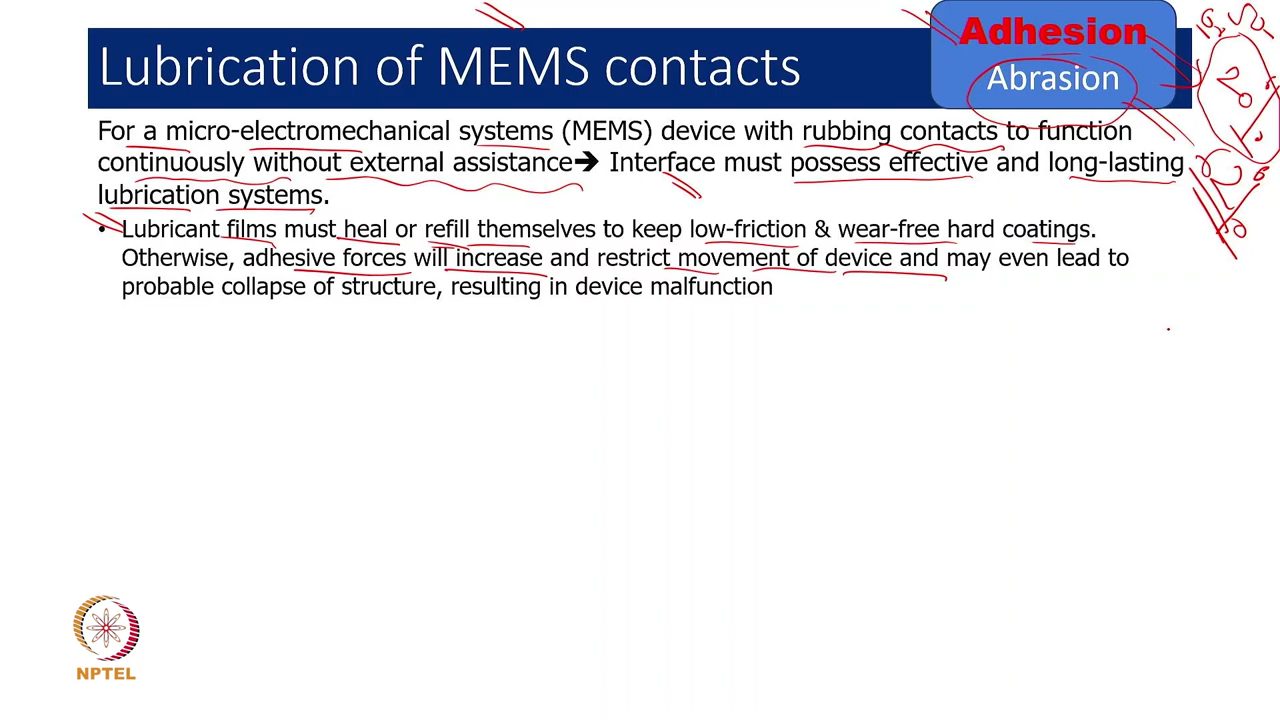 Adhesion
Lubrication of MEMS contacts
Abrasion
For a micro-electromechanical systems (MEMS) device with rubbing contacts to function
continuously without external assistance➔ Interface must possess effective and long-lasting
lubrication systems.
• Lubricant films must heal or refill themselves to keep low-friction & wear-free hard coatings.
Otherwise, adhesive forces will increase and restrict movement of device and may even lead to
probable collapse of structure, resulting in device malfunction
NPTEL